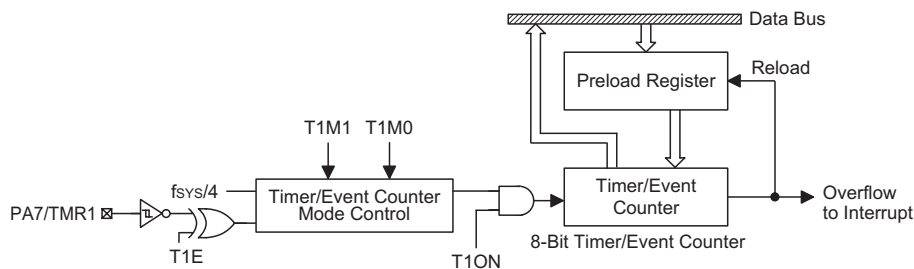 Data Bus
Preload Register
Reload
T1M1 T1M0
fSYS/4
Timer/Event Counter
Mode Control
PA7/TMR1
T1E
T1ON
Timer/Event
Counter
8-Bit Timer/Event Counter
Overflow
to Interrupt